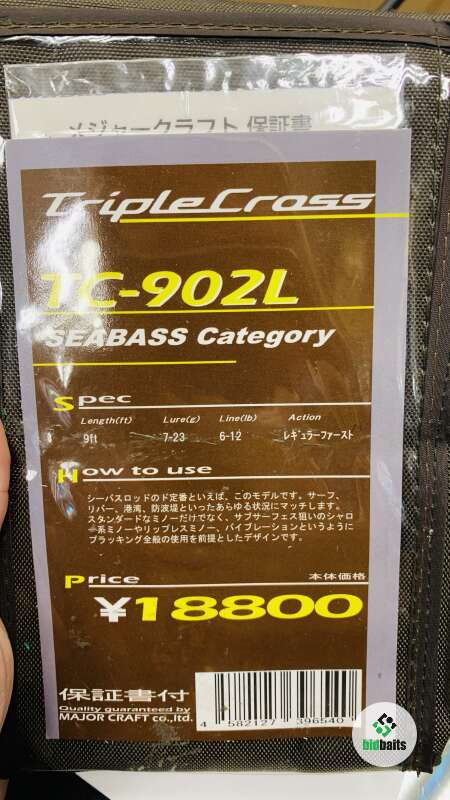 メジャークラフト 保証書
TripleCross
TC-902L
SEABASS Category
Spec
Length(ft) Lure(g) Line(lb) Action
9ft 7-23 6-12 レギュラーファースト
How to use
シーバスロッドのド定番といえば、このモデルです。サーフ、
リバー、港湾、防波堤といったあらゆる状況にマッチします。
スタンダードなミノーだけでなく、サブサーフェス狙いのシャロ
ー系ミノーやリップレスミノー、バイブレーションというように
プラッキング全般の使用を前提としたデザインです。
Price 本体価格
¥18800
保証書付
Quality guaranteed by
MAJOR CRAFT co,.ltd.
4 582127 396540
bidbaits